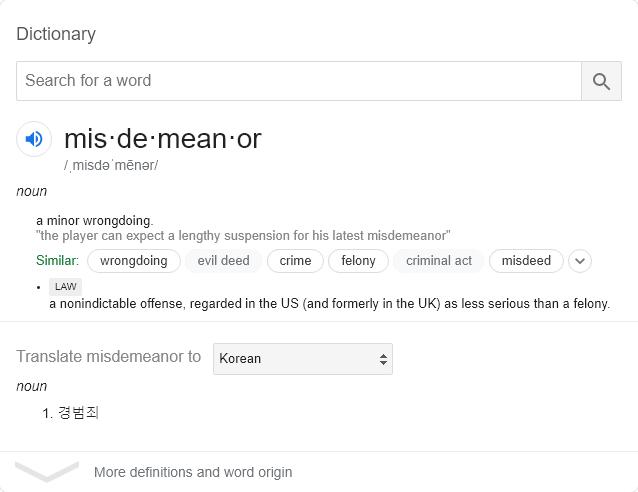 Dictionary
Search for a word
mis·de·mean·or
/ˌmisdəˈmēnər/
noun
a minor wrongdoing.
"the player can expect a lengthy suspension for his latest misdemeanor"
Similar: wrongdoing evil deed crime felony criminal act misdeed
• LAW
a nonindictable offense, regarded in the US (and formerly in the UK) as less serious than a felony.
Translate misdemeanor to Korean
noun
1. 경범죄
More definitions and word origin